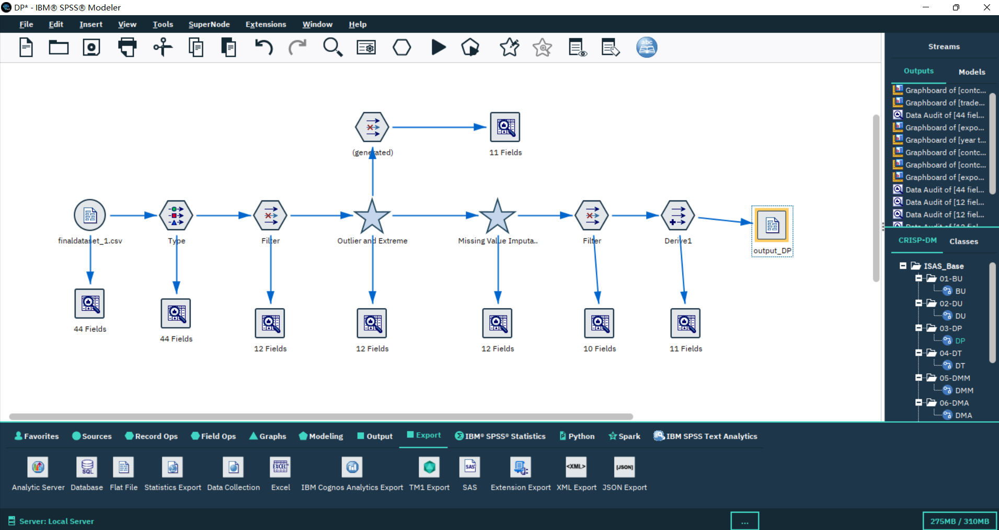 DP* - IBM® SPSS® Modeler
File Edit Insert View Tools SuperNode Extensions Window Help
abc
Streams
Outputs Models
Graphboard of [contc...
Graphboard of [trade...
Data Audit of [44 fiel...
Graphboard of [expo...
Graphboard of [year t...
Graphboard of [contc...
Graphboard of [contc...
Graphboard of [expo...
Data Audit of [44 fiel...
Data Audit of [12 fiel...
Data Audit of [12 fiel...
(generated) 11 Fields
finaldataset_1.csv Type Filter Outlier and Extreme Missing Value Imputa.. Filter Derive1 output_DP
44 Fields 44 Fields 12 Fields 12 Fields 12 Fields 10 Fields 11 Fields
CRISP-DM Classes
ISAS_Base
01-BU
BU
02-DU
DU
03-DP
DP
04-DT
DT
05-DMM
DMM
06-DMA
DMA
Favorites Sources Record Ops Field Ops Graphs Modeling Output Export IBM® SPSS® Statistics Python Spark IBM SPSS Text Analytics
SQL EXCEL SAS <XML> [JSON]
Analytic Server Database Flat File Statistics Export Data Collection Excel IBM Cognos Analytics Export TM1 Export SAS Extension Export XML Export JSON Export
Server: Local Server ... 275MB / 310MB